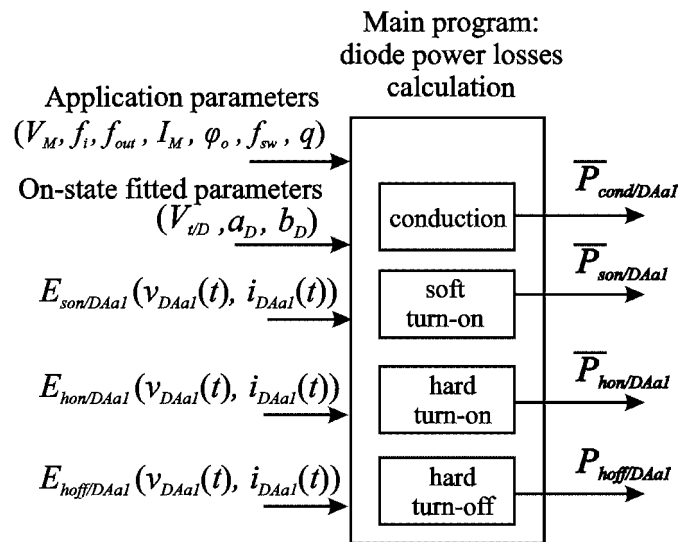 Main program:
diode power losses
calculation
Application parameters
(V_M, f_i, f_out, I_M, φ_o, f_sw, q)
On-state fitted parameters
(V_t/D, a_D, b_D)
E_son/DAa1(v_DAa1(t), i_DAa1(t))
E_hon/DAa1(v_DAa1(t), i_DAa1(t))
E_hoff/DAa1(v_DAa1(t), i_DAa1(t))
conduction
soft
turn-on
hard
turn-on
hard
turn-off
P̅_cond/DAa1
P̅_son/DAa1
P̅_hon/DAa1
P_hoff/DAa1